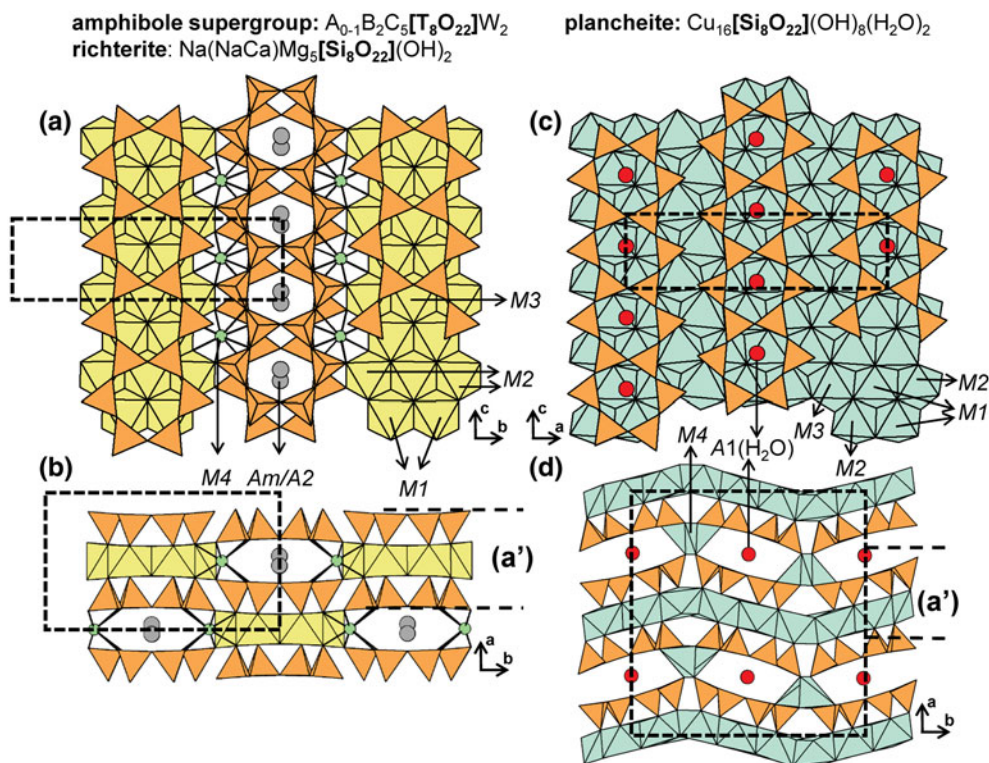 amphibole supergroup: A₀₋₁B₂C₅[T₈O₂₂]W₂
richterite: Na(NaCa)Mg₅[Si₈O₂₂](OH)₂
plancheite: Cu₁₆[Si₈O₂₂](OH)₈(H₂O)₂
(a)
M3
M2
c
b
M4
Am/A2
M1
(c)
c
a
M2
M1
M3
M2
(b)
(a')
a
b
(d)
M4
A1(H₂O)
(a')
a
b